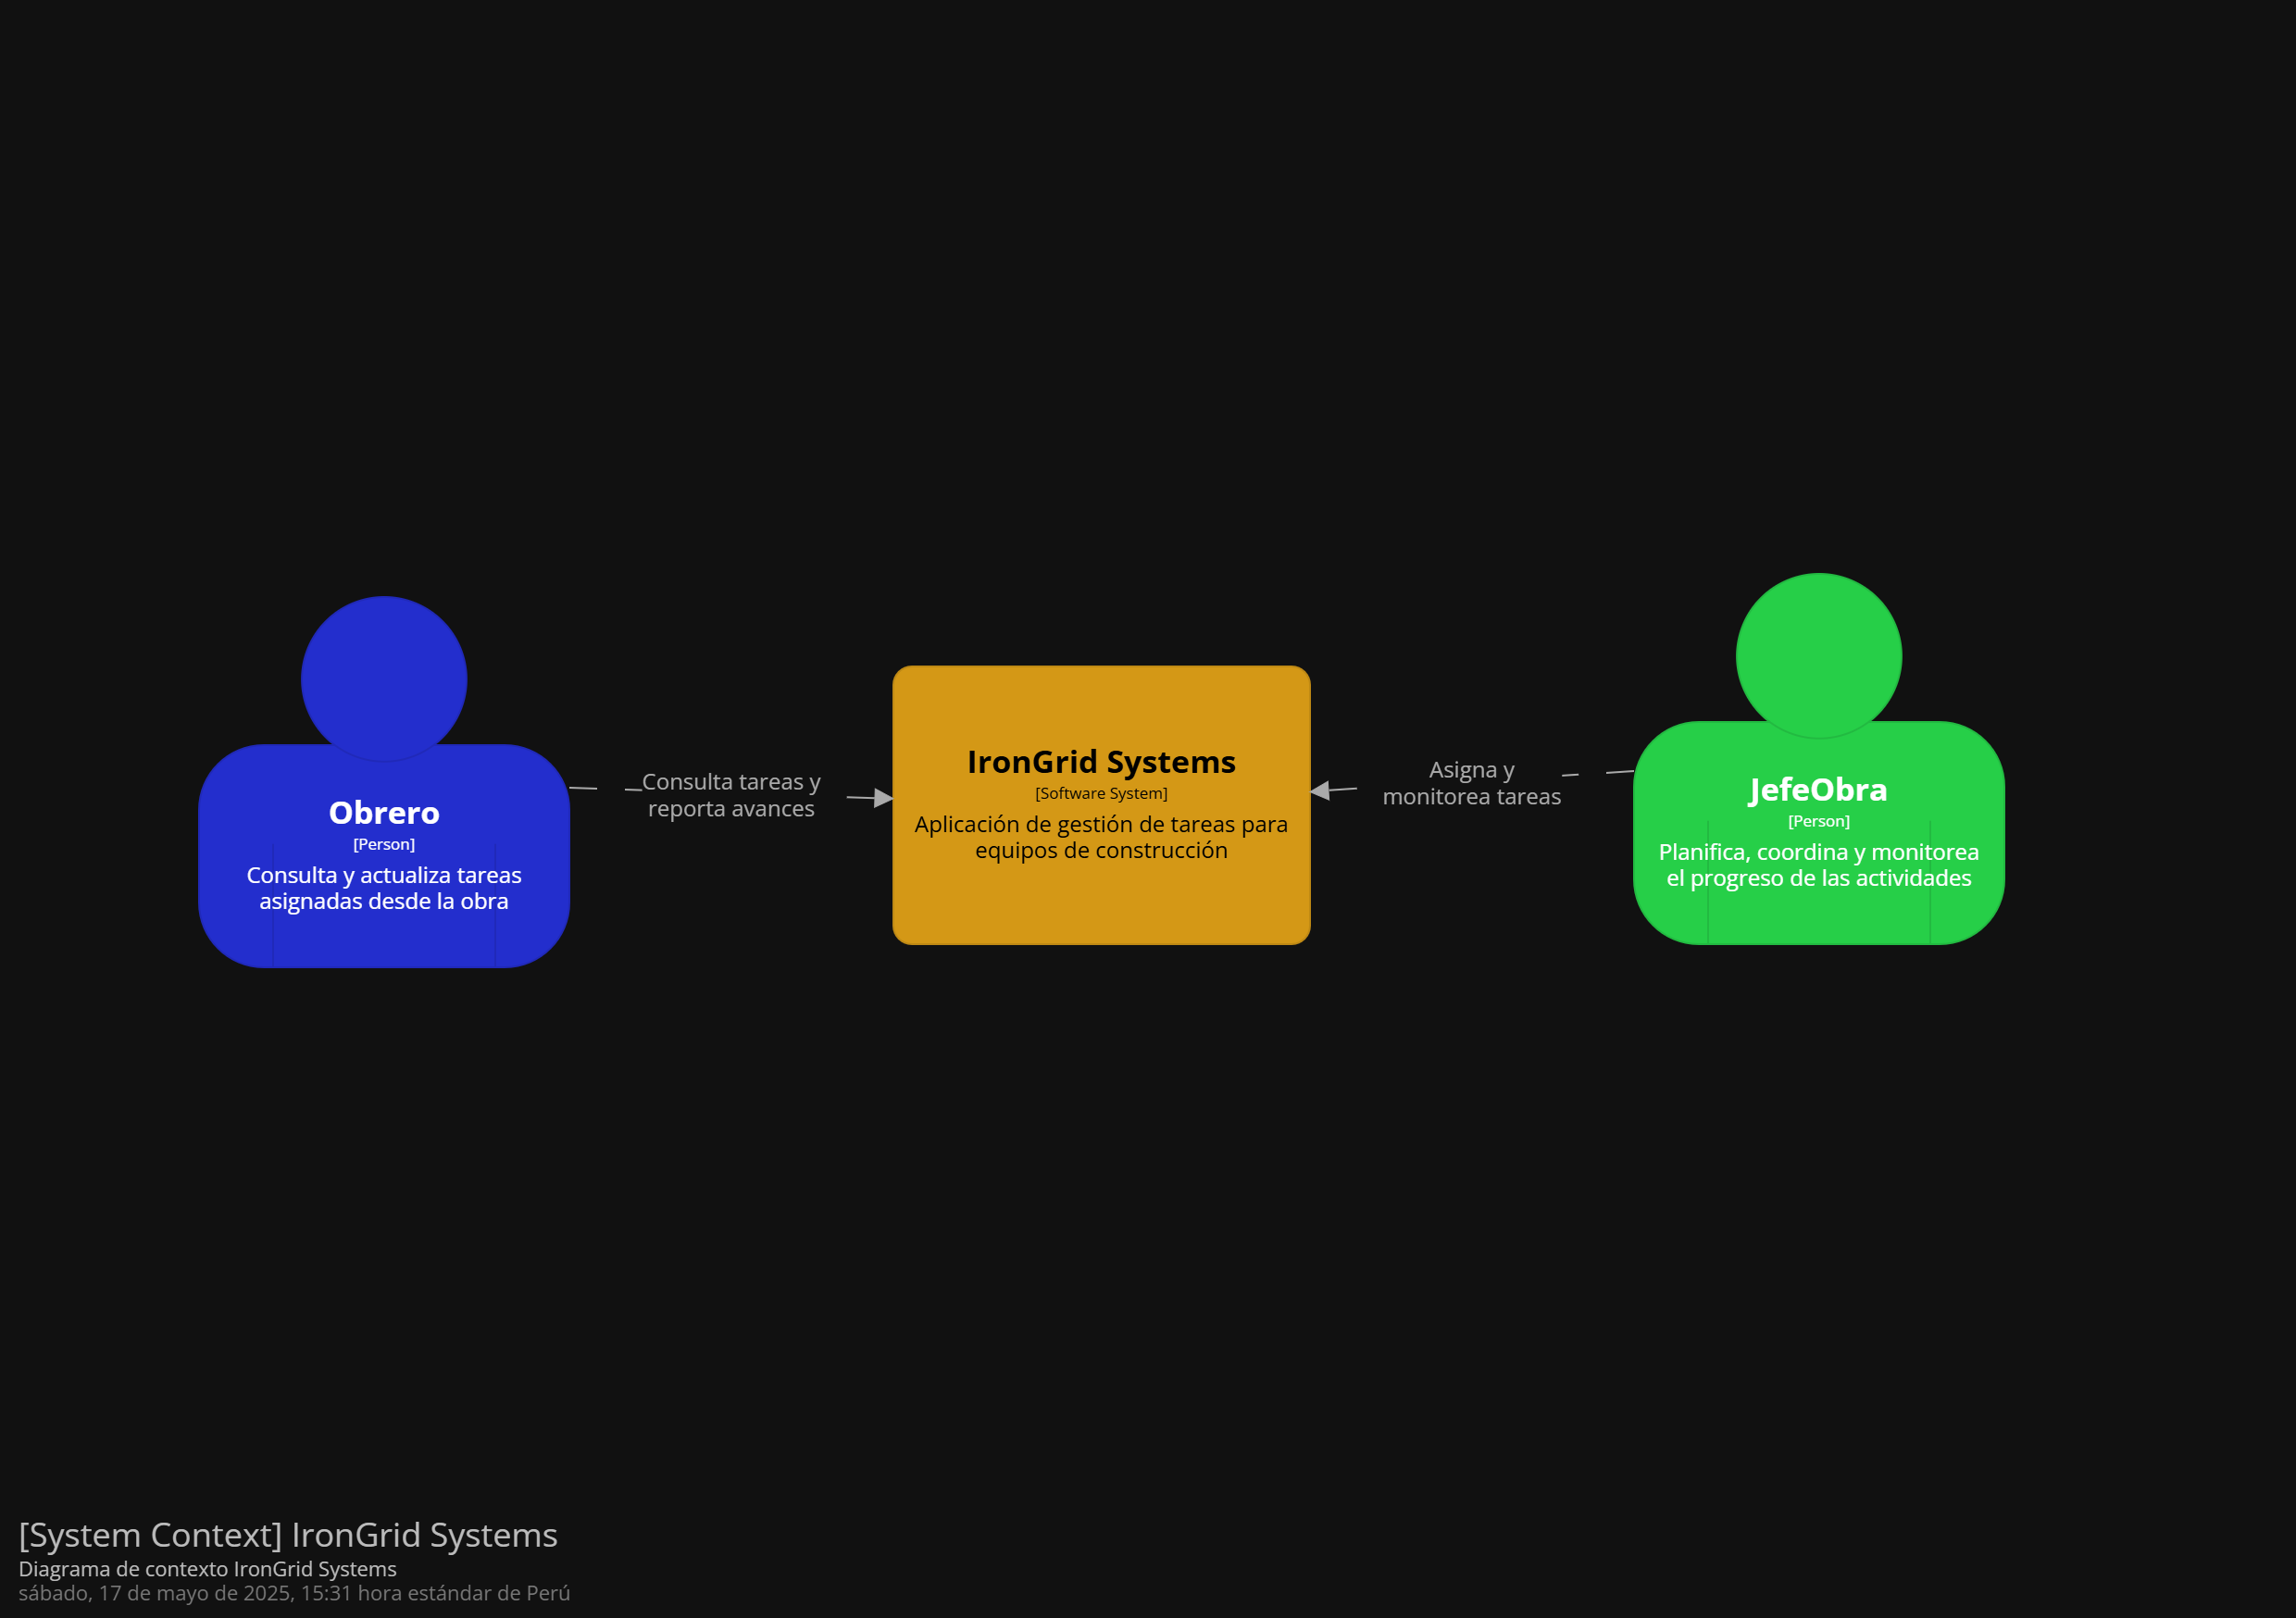 Obrero
[Person]
Consulta y actualiza tareas
asignadas desde la obra
Consulta tareas y
reporta avances
IronGrid Systems
[Software System]
Aplicación de gestión de tareas para
equipos de construcción
Asigna y
monitorea tareas
JefeObra
[Person]
Planifica, coordina y monitorea
el progreso de las actividades
[System Context] IronGrid Systems
Diagrama de contexto IronGrid Systems
sábado, 17 de mayo de 2025, 15:31 hora estándar de Perú